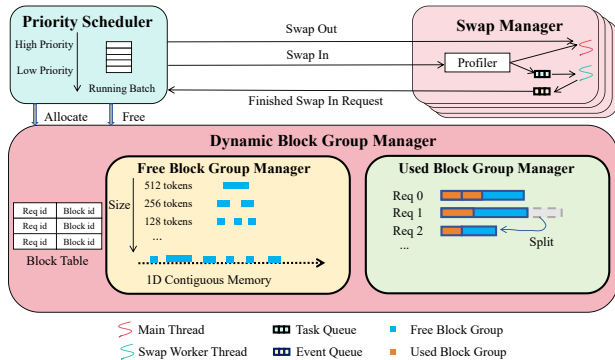 Priority Scheduler
High Priority
Low Priority
Running Batch
Swap Out
Swap In
Finished Swap In Request
Swap Manager
Profiler
Allocate
Free
Dynamic Block Group Manager
Free Block Group Manager
Size
512 tokens
256 tokens
128 tokens
...
1D Contiguous Memory
Req id Block id
Req id Block id
Req id Block id
Block Table
Used Block Group Manager
Req 0
Req 1
Req 2
...
Split
Main Thread
Task Queue
Free Block Group
Swap Worker Thread
Event Queue
Used Block Group